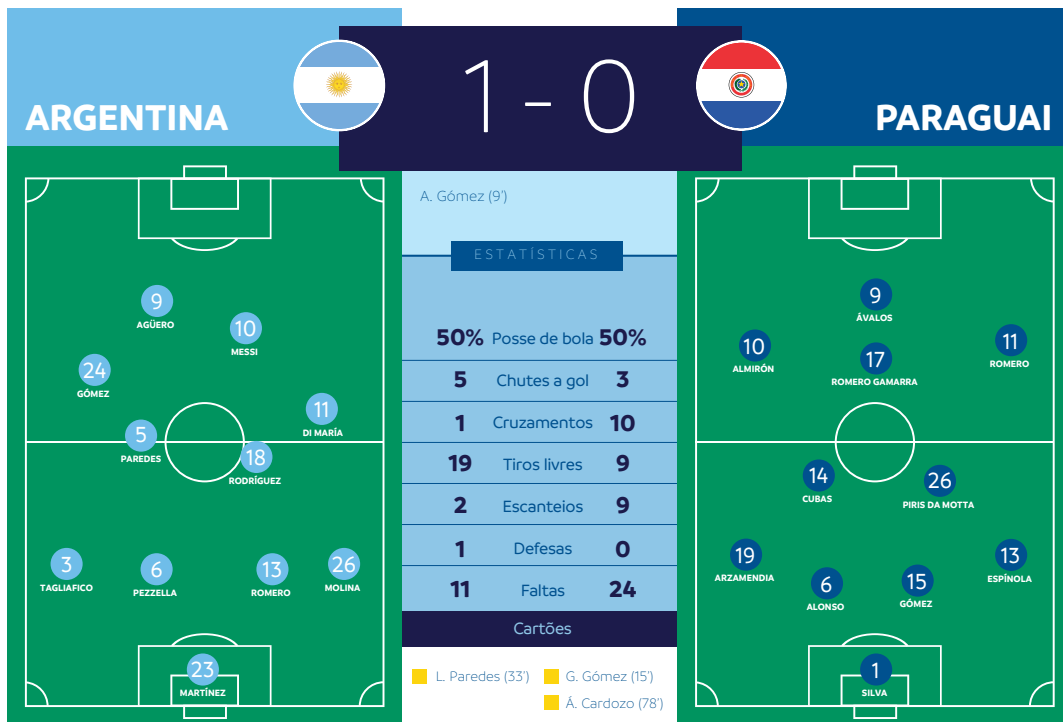 1 - 0
ARGENTINA
PARAGUAI
A. Gómez (9')
ESTATÍSTICAS
50% Posse de bola 50%
5 Chutes a gol 3
1 Cruzamentos 10
19 Tiros livres 9
2 Escanteios 9
1 Defesas 0
11 Faltas 24
Cartões
L. Paredes (33')
G. Gómez (15')
Á. Cardozo (78')
9
AGÜERO
10
MESSI
24
GÓMEZ
11
DI MARÍA
5
PAREDES
18
RODRÍGUEZ
3
TAGLIAFICO
6
PEZZELLA
13
ROMERO
26
MOLINA
23
MARTÍNEZ
9
ÁVALOS
10
ALMIRÓN
17
ROMERO GAMARRA
11
ROMERO
14
CUBAS
26
PIRIS DA MOTTA
19
ARZAMENDIA
6
ALONSO
15
GÓMEZ
13
ESPÍNOLA
1
SILVA